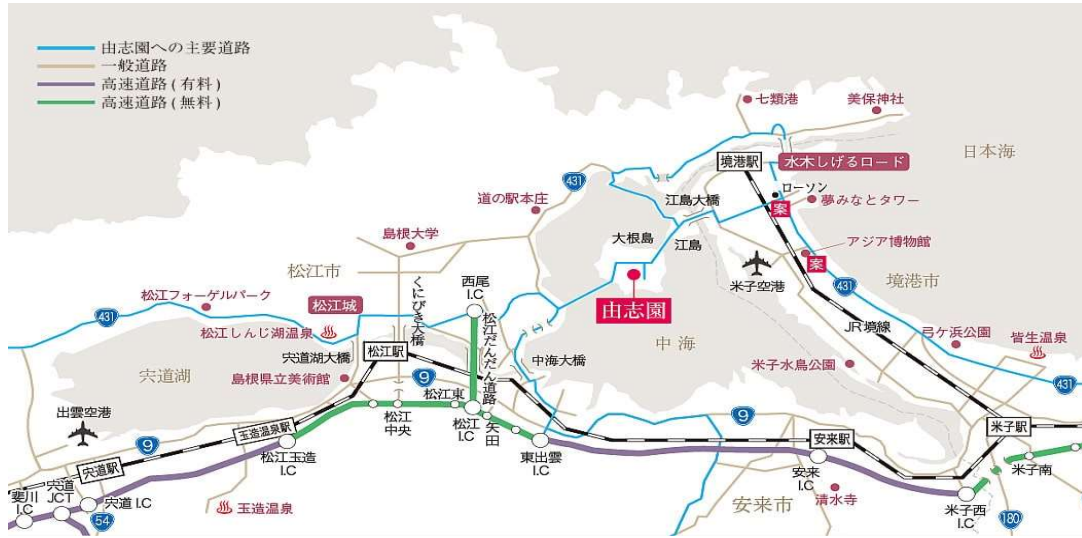 由志園への主要道路
一般道路
高速道路(有料)
高速道路(無料)
七類港
美保神社
日本海
境港駅
水木しげるロード
ローソン
案
夢みなとタワー
431
道の駅本庄
江島大橋
大根島
江島
アジア博物館
案
島根大学
松江市
米子空港
431
境港市
由志園
中海
JR境線
弓ヶ浜公園
皆生温泉
米子水鳥公園
431
松江フォーゲルパーク
松江城
くにびき大橋
西尾
I.C
松江だんだん道路
431
松江しんじ湖温泉
宍道湖大橋
松江駅
中海大橋
宍道湖
島根県立美術館
9
松江東
松江
中央
松江
I.C
矢田
東出雲
I.C
9
安来駅
米子駅
出雲空港
9
玉造温泉駅
松江玉造
I.C
安来
I.C
米子南
宍道駅
斐川
I.C
宍道
JCT
宍道 I.C
54
玉造温泉
清水寺
安来市
米子西
I.C
180